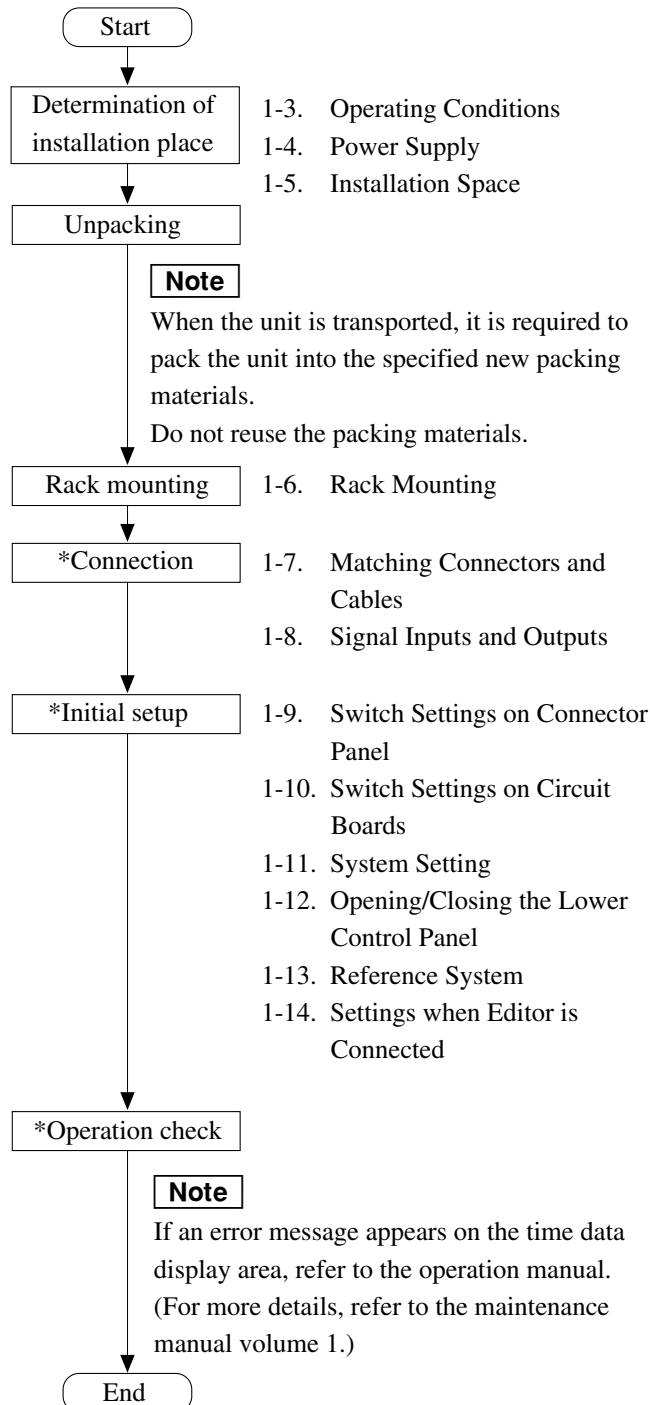 Start
Determination of
installation place
1-3. Operating Conditions
1-4. Power Supply
1-5. Installation Space
Unpacking
Note
When the unit is transported, it is required to
pack the unit into the specified new packing
materials.
Do not reuse the packing materials.
Rack mounting
1-6. Rack Mounting
*Connection
1-7. Matching Connectors and
Cables
1-8. Signal Inputs and Outputs
*Initial setup
1-9. Switch Settings on Connector
Panel
1-10. Switch Settings on Circuit
Boards
1-11. System Setting
1-12. Opening/Closing the Lower
Control Panel
1-13. Reference System
1-14. Settings when Editor is
Connected
*Operation check
Note
If an error message appears on the time data
display area, refer to the operation manual.
(For more details, refer to the maintenance
manual volume 1.)
End